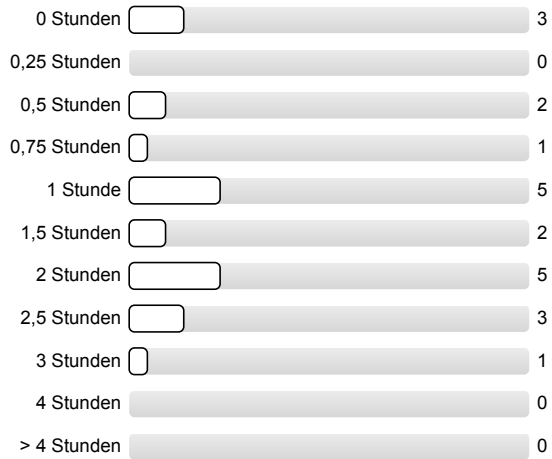 0 Stunden 3
0,25 Stunden 0
0,5 Stunden 2
0,75 Stunden 1
1 Stunde 5
1,5 Stunden 2
2 Stunden 5
2,5 Stunden 3
3 Stunden 1
4 Stunden 0
> 4 Stunden 0